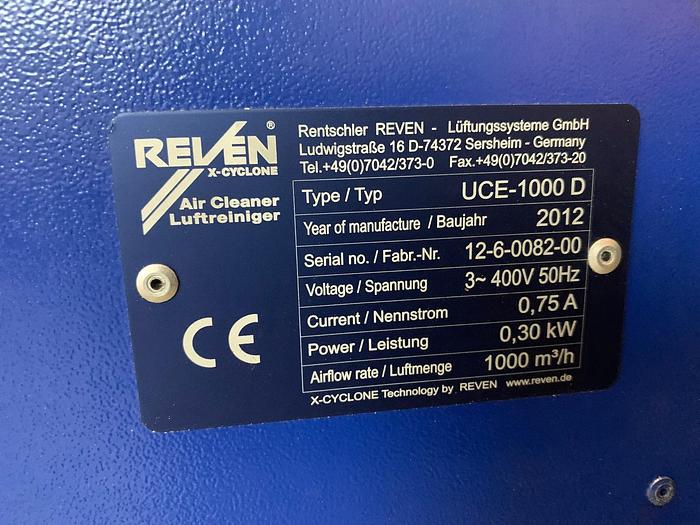 REVEN®
X-CYCLONE
Air Cleaner
Luftreiniger
Rentschler REVEN - Lüftungssysteme GmbH
Ludwigstraße 16 D-74372 Sersheim - Germany
Tel.+49(0)7042/373-0 Fax.+49(0)7042/373-20
Type / Typ UCE-1000 D
Year of manufacture / Baujahr 2012
Serial no. / Fabr.-Nr. 12-6-0082-00
Voltage / Spannung 3~ 400V 50Hz
Current / Nennstrom 0,75 A
Power / Leistung 0,30 kW
Airflow rate / Luftmenge 1000 m³/h
X-CYCLONE Technology by REVEN www.reven.de
CE